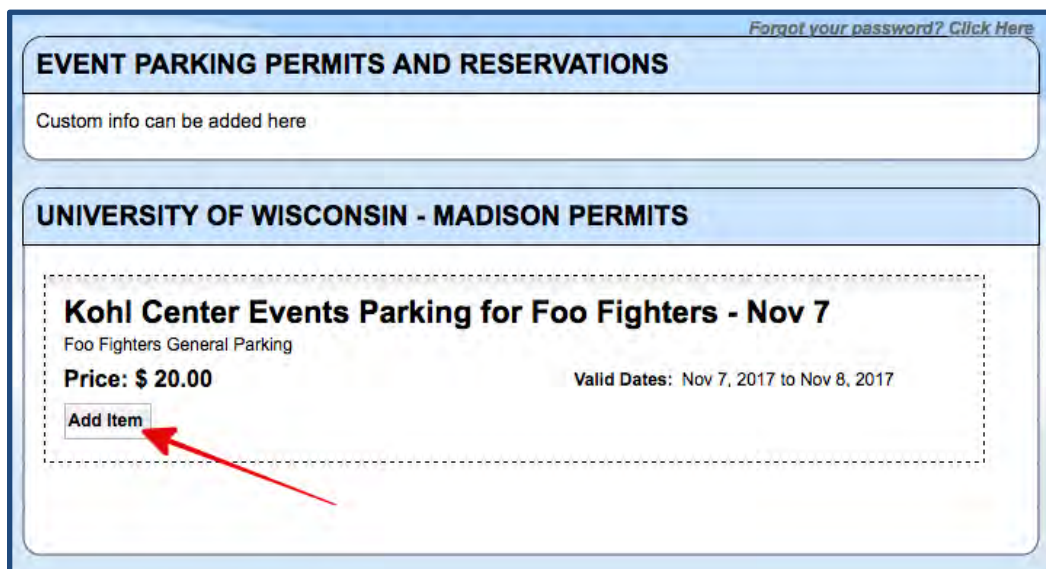 Forgot your password? Click Here
EVENT PARKING PERMITS AND RESERVATIONS
Custom info can be added here
UNIVERSITY OF WISCONSIN - MADISON PERMITS
Kohl Center Events Parking for Foo Fighters - Nov 7
Foo Fighters General Parking
Price: $ 20.00 Valid Dates: Nov 7, 2017 to Nov 8, 2017
Add Item